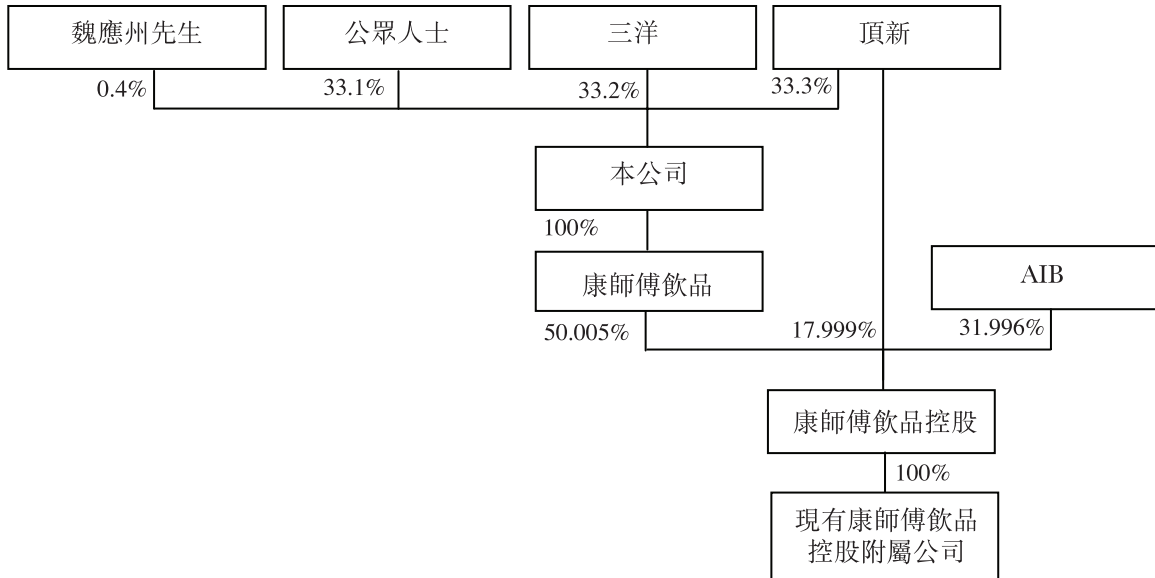 魏應州先生
公眾人士
三洋
頂新
0.4%
33.1%
33.2%
33.3%
本公司
100%
康師傅飲品
AIB
50.005%
17.999%
31.996%
康師傅飲品控股
100%
現有康師傅飲品
控股附屬公司